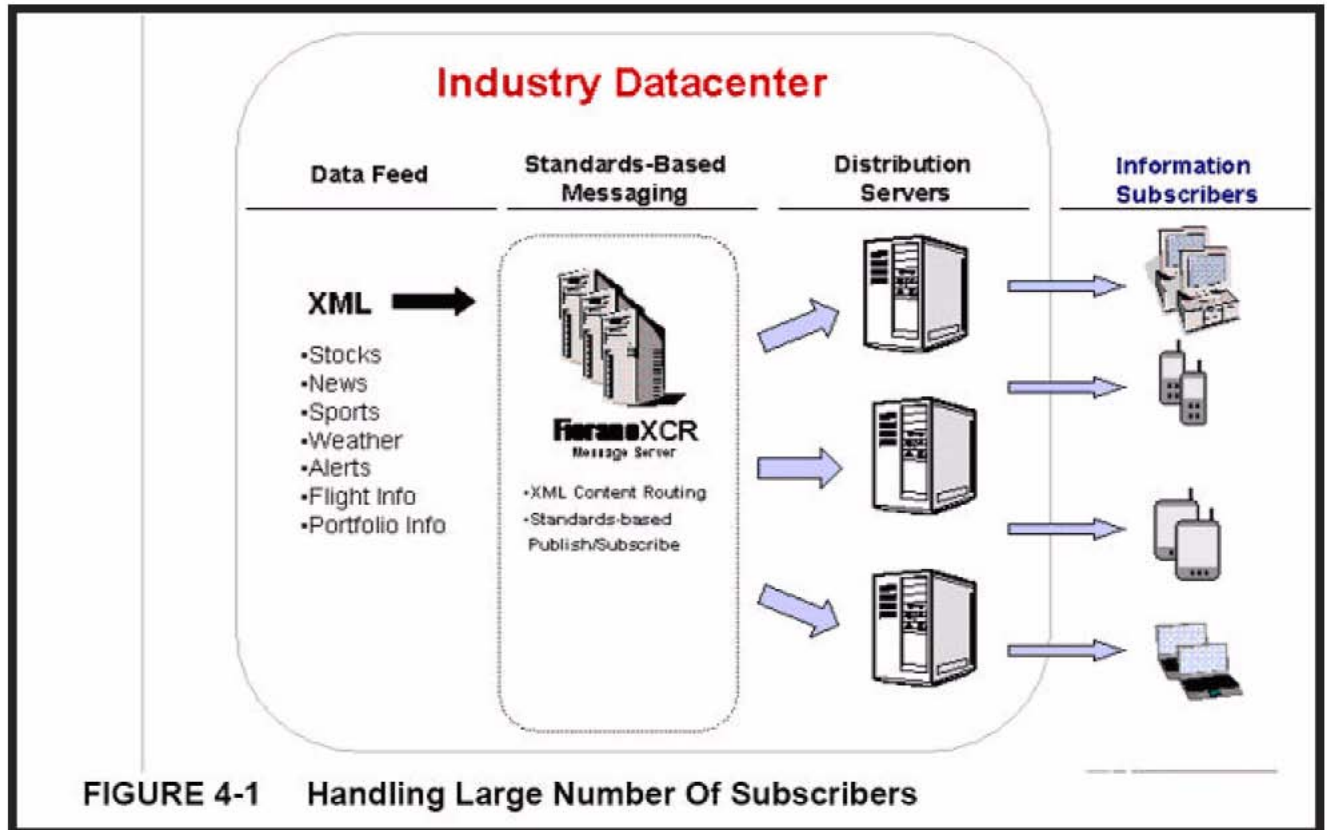 Industry Datacenter
Data Feed
Standards-Based
Messaging
Distribution
Servers
Information
Subscribers
XML
•Stocks
•News
•Sports
•Weather
•Alerts
•Flight Info
•Portfolio Info
FioranoXCR
Message Server
•XML Content Routing
•Standards-based
Publish/Subscribe
FIGURE 4-1 Handling Large Number Of Subscribers